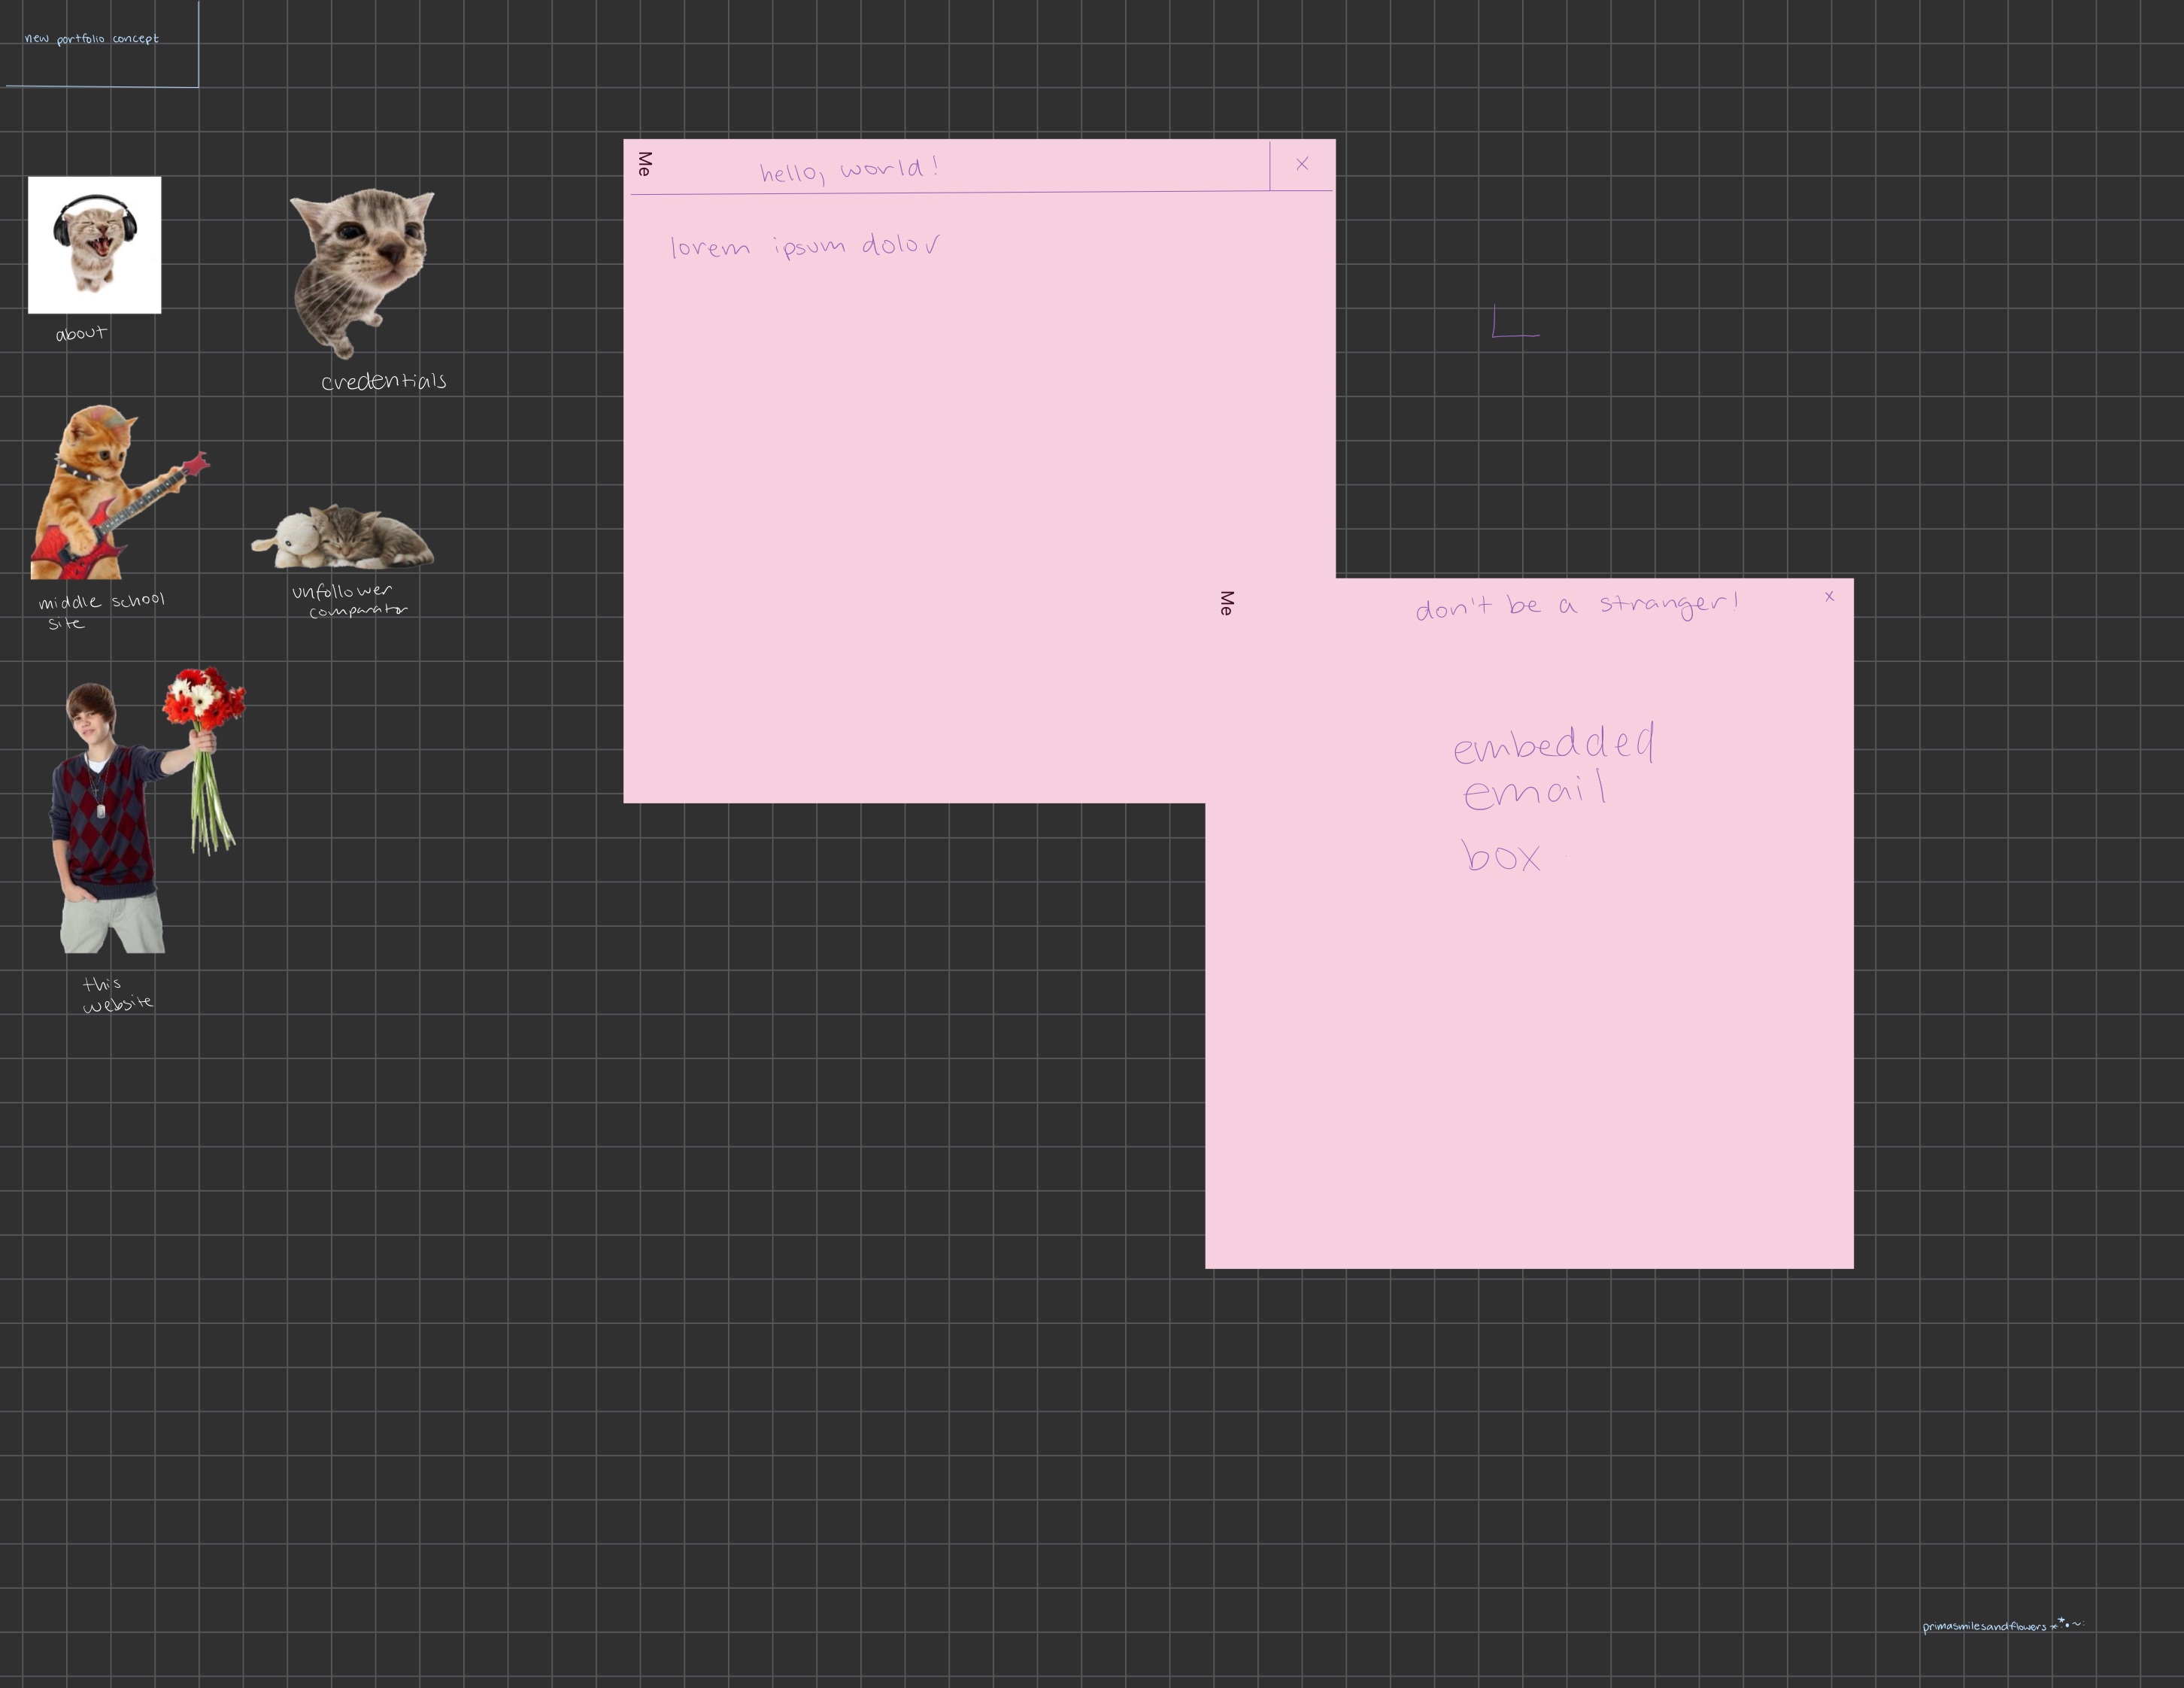 new portfolio concept
about
credentials
middle school
site
unfollower
comparator
this
website
Me
hello, world!
x
lorem ipsum dolor
Me
don't be a stranger!
x
embedded
email
box
primasmilesandflowers